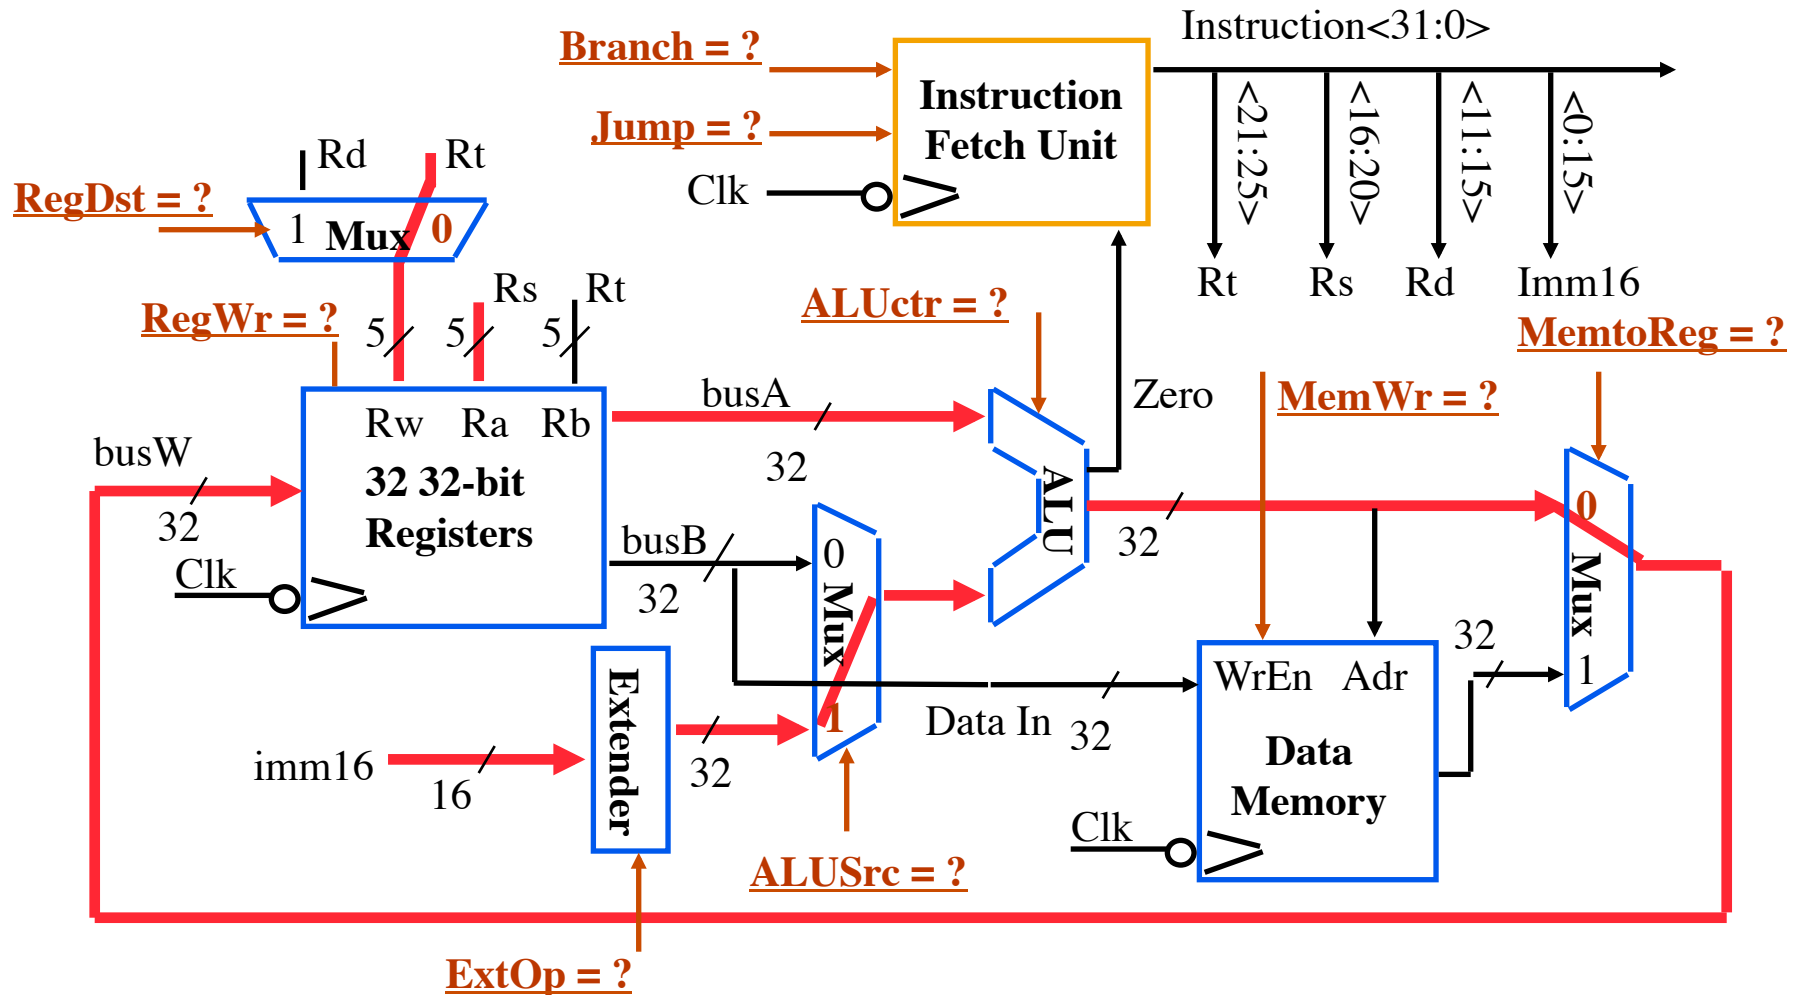 Instruction<31:0>
Branch = ?
Jump = ?
Clk
Instruction
Fetch Unit
<21:25>
<16:20>
<11:15>
<0:15>
Rt
Rs
Rd
Imm16
Rd
Rt
RegDst = ?
1
Mux
0
RegWr = ?
5
5
Rs
5
Rt
ALUctr = ?
MemtoReg = ?
busW
32
Clk
Rw
Ra
Rb
32 32-bit
Registers
busA
32
busB
32
0
Mux
1
ALU
Zero
32
MemWr = ?
0
Mux
1
32
WrEn
Adr
Data
Memory
Clk
Data In
32
imm16
16
Extender
32
ALUSrc = ?
ExtOp = ?